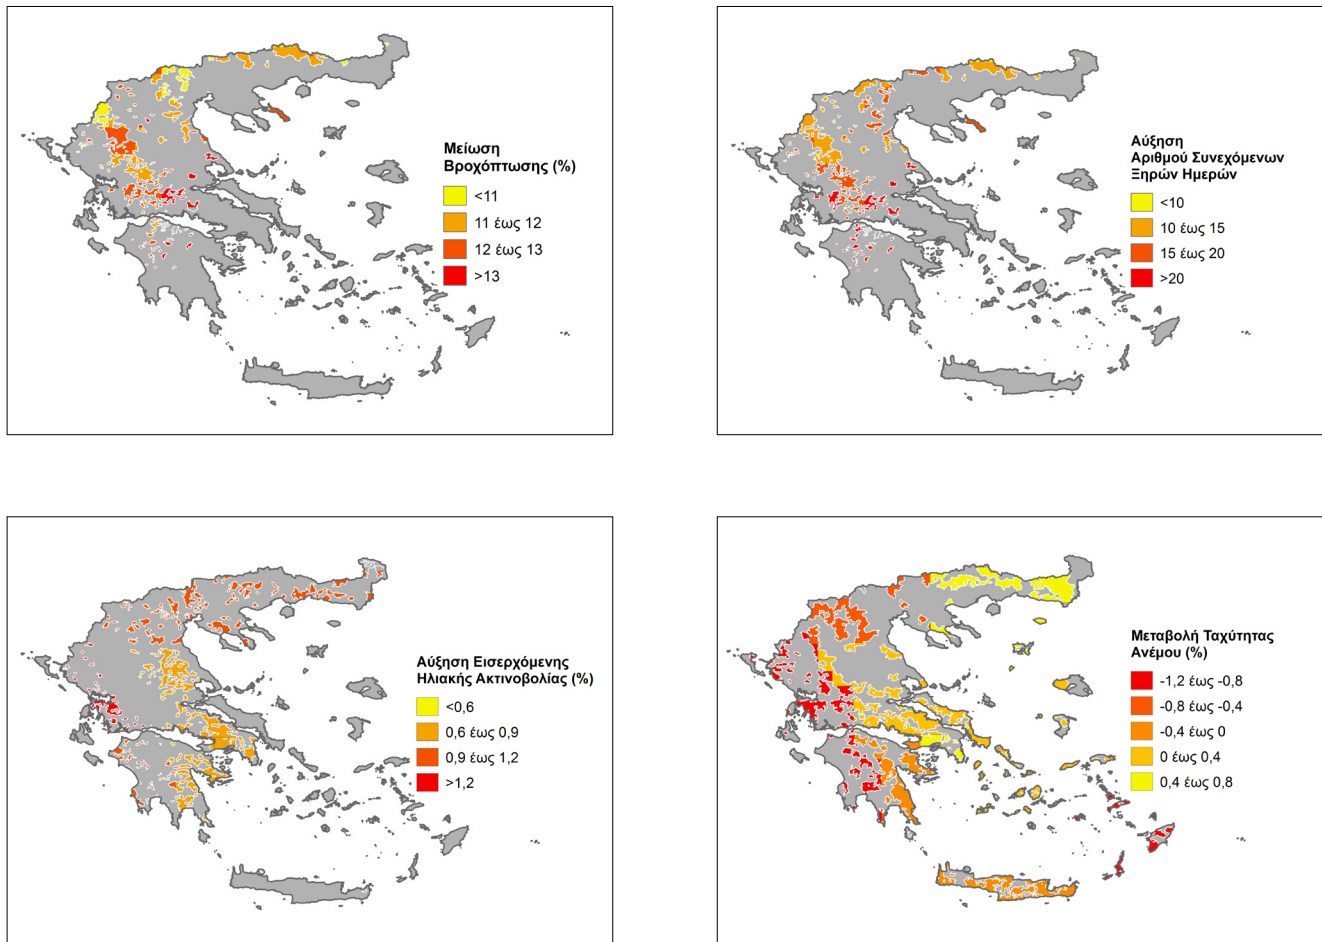 Μείωση
Βροχόπτωσης (%)
<11
11 έως 12
12 έως 13
>13
Αύξηση
Αριθμού Συνεχόμενων
Ξηρών Ημερών
<10
10 έως 15
15 έως 20
>20
Αύξηση Εισερχόμενης
Ηλιακής Ακτινοβολίας (%)
<0,6
0,6 έως 0,9
0,9 έως 1,2
>1,2
Μεταβολή Ταχύτητας
Ανέμου (%)
-1,2 έως -0,8
-0,8 έως -0,4
-0,4 έως 0
0 έως 0,4
0,4 έως 0,8